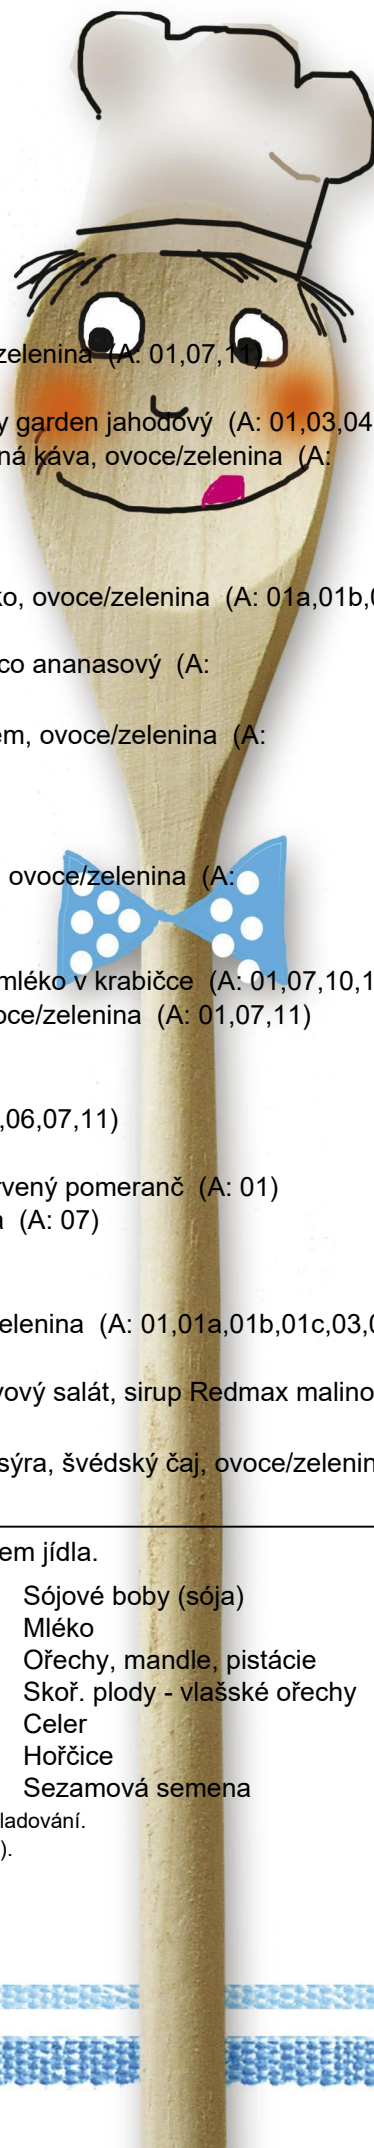 zelenina (A: 01,07,11)
y garden jahodový (A: 01,03,04
ná káva, ovoce/zelenina (A:
ko, ovoce/zelenina (A: 01a,01b,0
co ananasový (A:
em, ovoce/zelenina (A:
ovoce/zelenina (A:
mléko v krabičce (A: 01,07,10,1
oce/zelenina (A: 01,07,11)
,06,07,11)
rvený pomeranč (A: 01)
a (A: 07)
elenina (A: 01,01a,01b,01c,03,0
vový salát, sirup Redmax malino
sýra, švédský čaj, ovoce/zelenin
em jídla.
Sójové boby (sója)
Mléko
Ořechy, mandle, pistácie
Skoř. plody - vlašské ořechy
Celer
Hořčice
Sezamová semena
ladování.
).